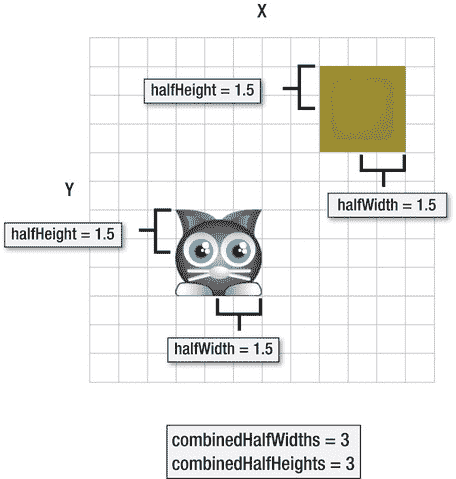 X
halfHeight = 1.5
halfWidth = 1.5
Y
halfHeight = 1.5
halfWidth = 1.5
combinedHalfWidths = 3
combinedHalfHeights = 3